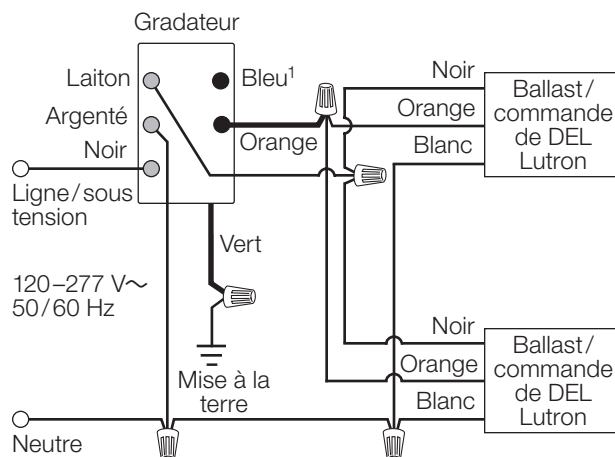 Gradateur
Laiton
Bleu¹
Argenté
Orange
Noir
Ligne/sous
tension
Vert
120–277 V~
50/60 Hz
Mise à la
terre
Neutre
Noir
Orange
Blanc
Ballast/
commande
de DEL
Lutron
Noir
Orange
Blanc
Ballast/
commande
de DEL
Lutron